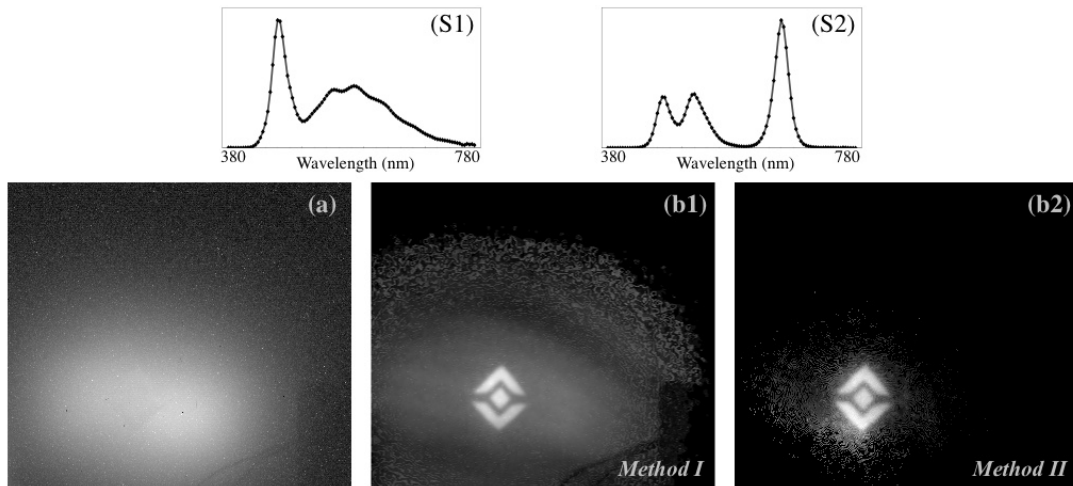 (S1)
380
Wavelength (nm)
780
(S2)
380
Wavelength (nm)
780
(a)
(b1)
Method I
(b2)
Method II